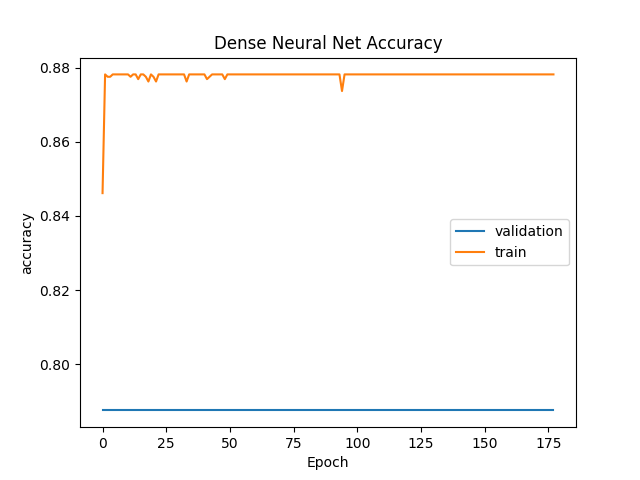 Dense Neural Net Accuracy
0.88
0.86
0.84
0.82
0.80
accuracy
validation
train
0 25 50 75 100 125 150 175
Epoch